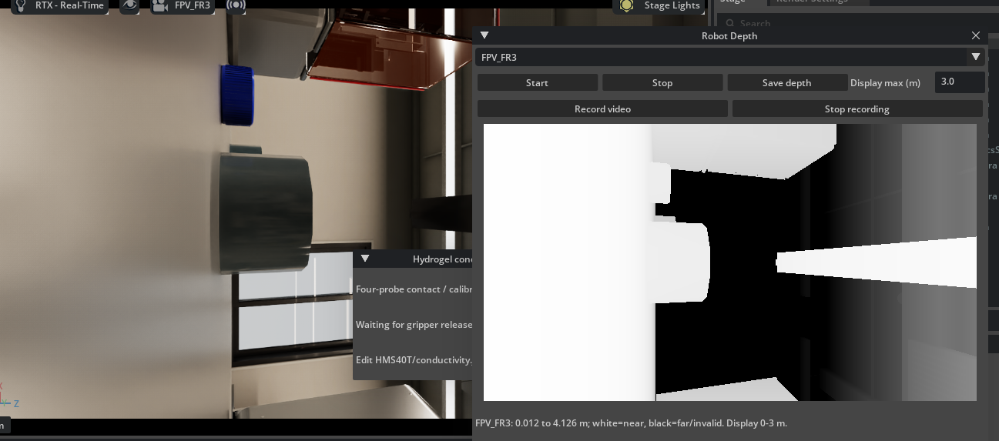 RTX - Real-Time
FPV_FR3
Stage Lights
Stage
Render Settings
Search
Robot Depth
FPV_FR3
Start
Stop
Save depth
Display max (m)
3.0
Record video
Stop recording
Hydrogel cond
Four-probe contact / calibr
Waiting for gripper release
Edit HMS40T/conductivity.
X
Y
Z
FPV_FR3: 0.012 to 4.126 m; white=near, black=far/invalid. Display 0-3 m.